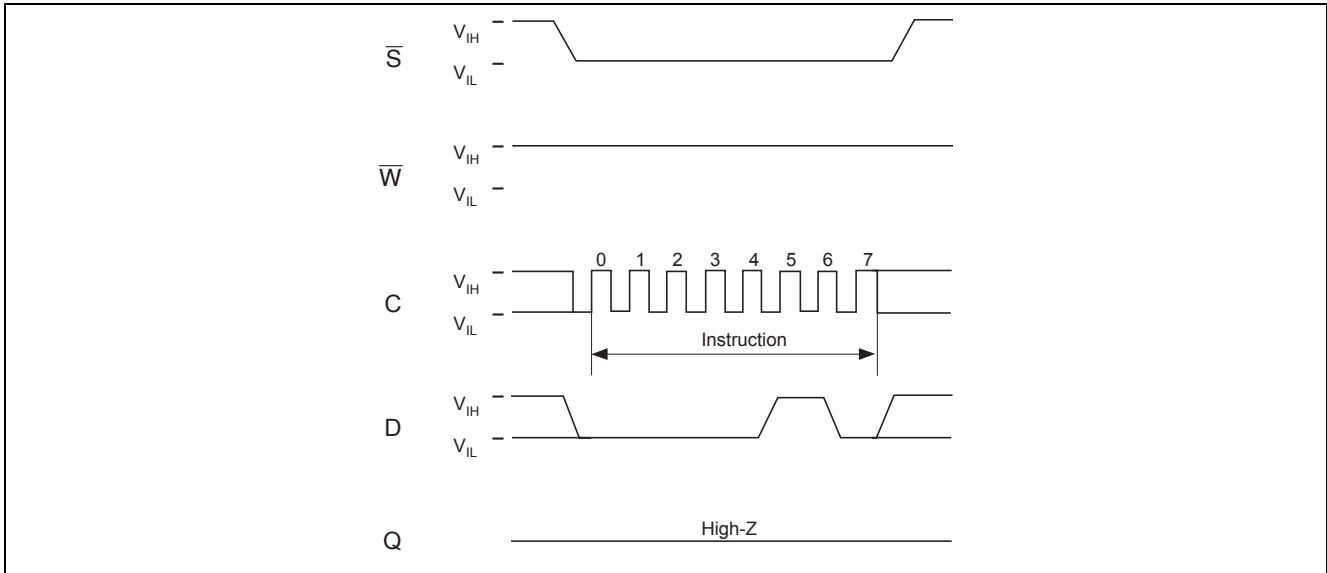 V_IH
S̅
V_IL
V_IH
W̅
V_IL
0 1 2 3 4 5 6 7
V_IH
C
V_IL
Instruction
V_IH
D
V_IL
High-Z
Q